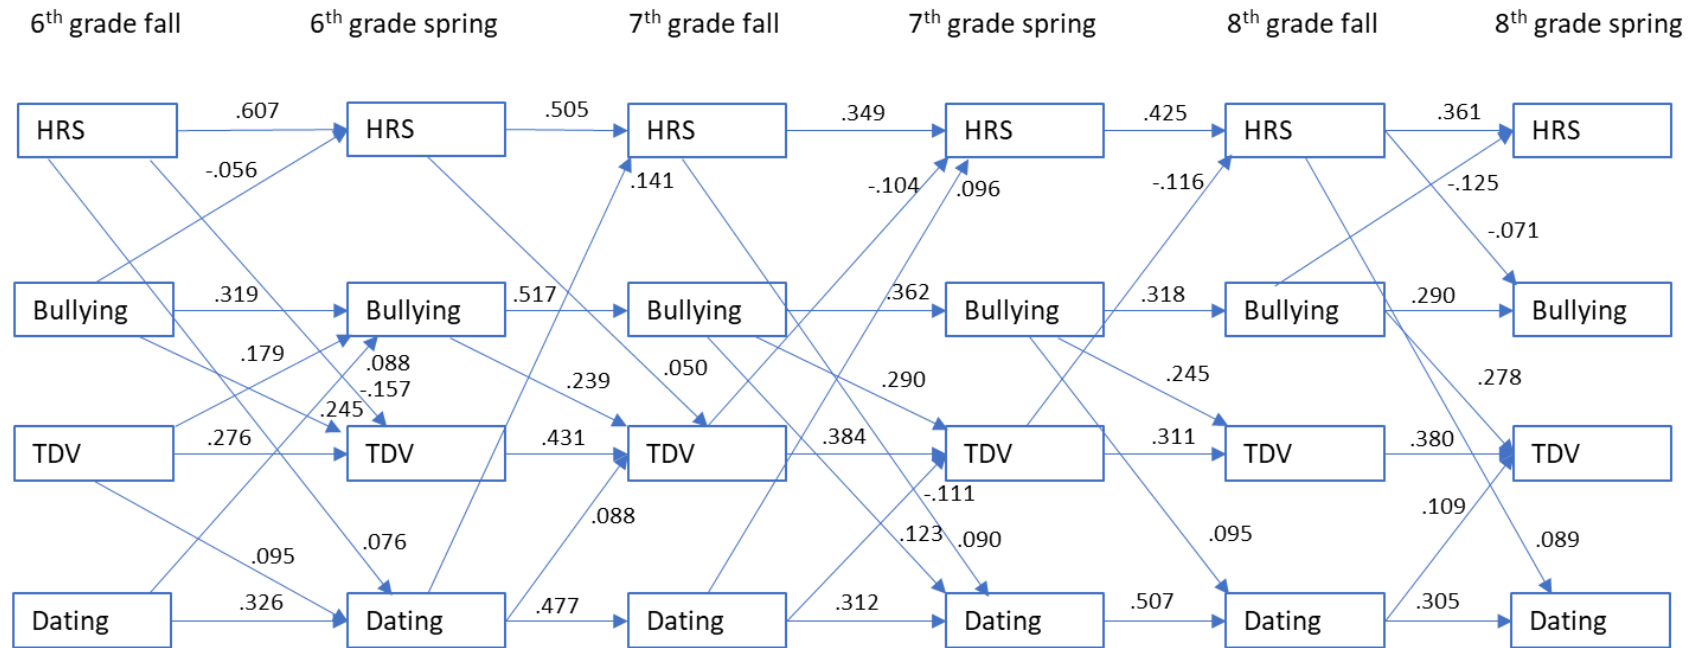 6th grade fall 6th grade spring 7th grade fall 7th grade spring 8th grade fall 8th grade spring
.607 .505 .349 .425 .361
HRS HRS HRS HRS HRS HRS
-.056 .141 -.104 .096 -.116 -.125
-.071
.319 .517 .362 .318 .290
Bullying Bullying Bullying Bullying Bullying Bullying
.179 .088 .050 .290 .245 .278
-.157 .239
.245
.276 .431 .384 .311 .380
TDV TDV TDV TDV TDV TDV
-.111
.088 .109
.095 .076 .123 .090 .095 .089
.326 .477 .312 .507 .305
Dating Dating Dating Dating Dating Dating